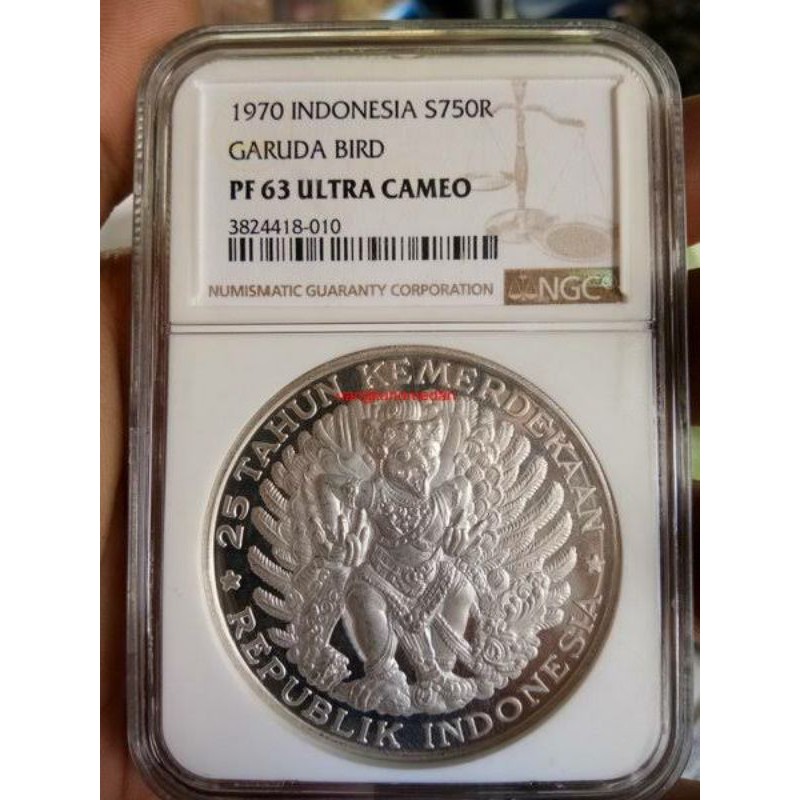 1970 INDONESIA S750R
GARUDA BIRD
PF 63 ULTRA CAMEO
3824418-010
NUMISMATIC GUARANTY CORPORATION
NGC
25 TAHUN KEMERDEKAAN
REPUBLIK INDONESIA